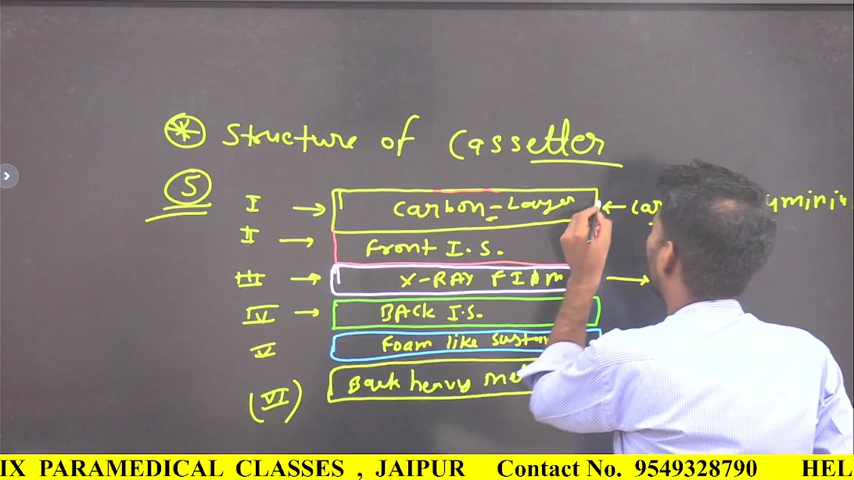 * Structure of Cassetter
5
I → Carbon-Layer ←
II → Front I.S.
III → X-RAY FILM →
IV → BACK I.S.
V Foam like
(VI) Back heavy
IX PARAMEDICAL CLASSES , JAIPUR Contact No. 9549328790 HEL